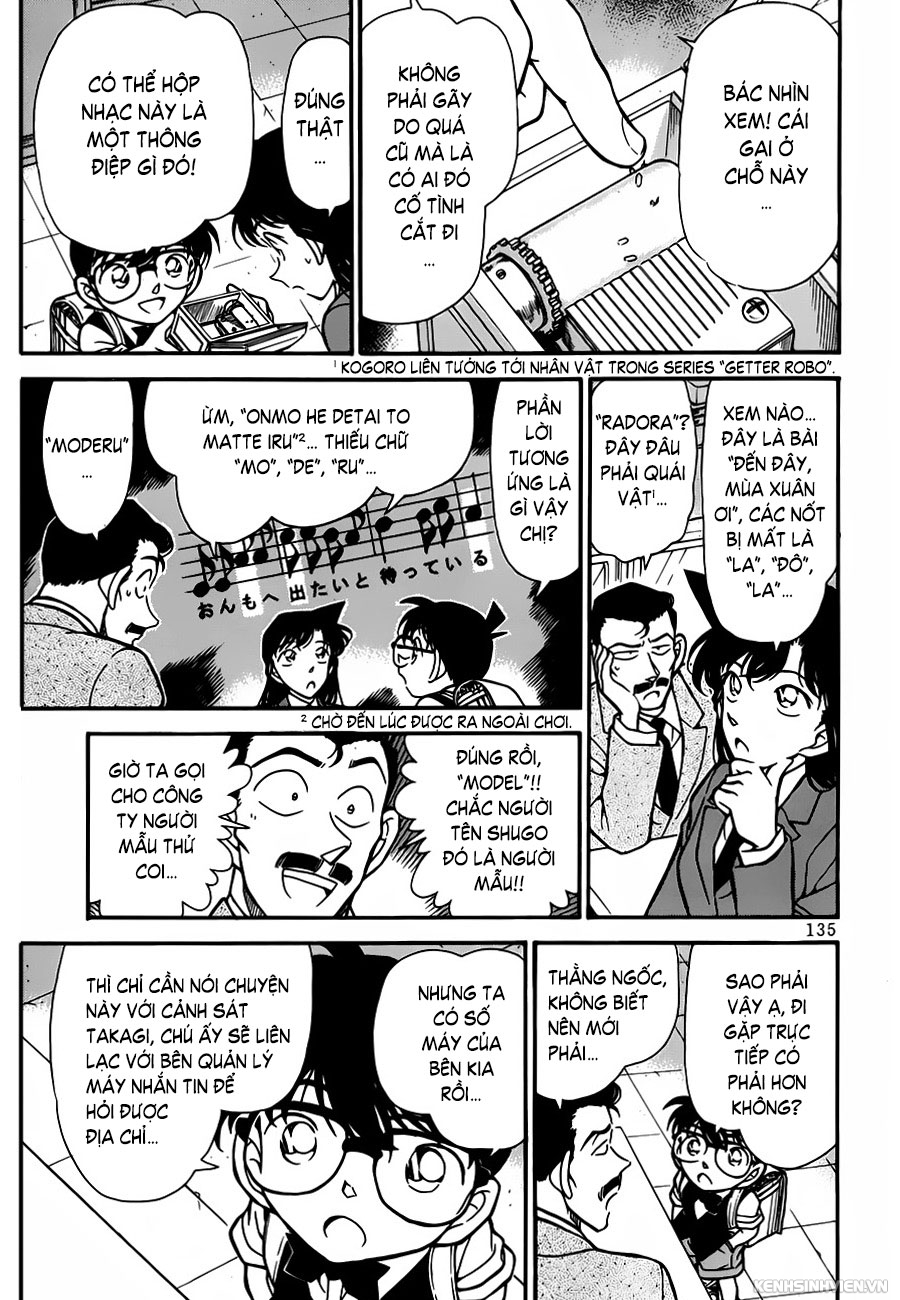 BÁC NHÌN
XEM! CÁI
GAI Ở
CHỖ NÀY
...
KHÔNG
PHẢI GÃY
DO QUÁ
CŨ MÀ LÀ
CÓ AI ĐÓ
CỐ TÌNH
CẮT ĐI
...
ĐÚNG
THẬT
...
CÓ THỂ HỘP
NHẠC NÀY LÀ
MỘT THÔNG
ĐIỆP GÌ ĐÓ!
¹ KOGORO LIÊN TƯỞNG TỚI NHÂN VẬT TRONG SERIES "GETTER ROBO".
XEM NÀO...
ĐÂY LÀ BÀI
"ĐẾN ĐÂY,
MÙA XUÂN
ƠI", CÁC NỐT
BỊ MẤT LÀ
"LA", "ĐÔ",
"LA"...
"RADORA"?
ĐÂY ĐÂU
PHẢI QUÁI
VẬT¹...
PHẦN
LỜI
TƯƠNG
ỨNG LÀ
GÌ VẬY
CHỊ?
ỪM, "ONMO HE DETAI TO
MATTE IRU"²... THIẾU CHỮ
"MO", "DE", "RU"...
おんもへ 出たいと 待っている
"MODERU"
...
² CHỜ ĐẾN LÚC ĐƯỢC RA NGOÀI CHƠI.
ĐÚNG RỒI,
"MODEL"!!
CHẮC NGƯỜI
TÊN SHUGO
ĐÓ LÀ NGƯỜI
MẪU!!
GIỜ TA GỌI
CHO CÔNG
TY NGƯỜI
MẪU THỬ
COI...
135
SAO PHẢI
VẬY Ạ, ĐI
GẶP TRỰC
TIẾP CÓ
PHẢI HƠN
KHÔNG?
THẰNG NGỐC,
KHÔNG BIẾT
NÊN MỚI
PHẢI...
NHƯNG TA
CÓ SỐ
MÁY CỦA
BÊN KIA
RỒI...
THÌ CHỈ CẦN NÓI CHUYỆN
NÀY VỚI CẢNH SÁT
TAKAGI, CHÚ ẤY SẼ LIÊN
LẠC VỚI BÊN QUẢN LÝ
MÁY NHẮN TIN ĐỂ
HỎI ĐƯỢC
ĐỊA CHỈ...
KENHSINHVIEN.VN